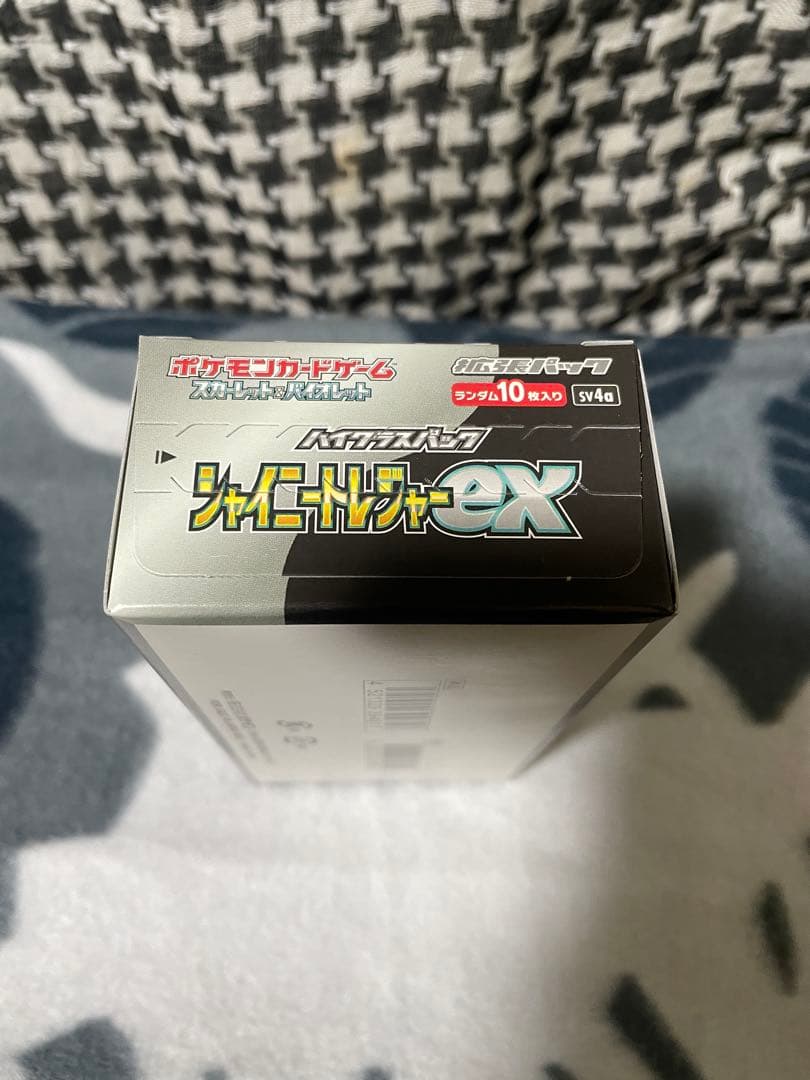 ポケモンカードゲーム
スカーレット&バイオレット
拡張パック
ランダム10枚入り
SV4a
ハイクラスパック
シャイニートレジャーex